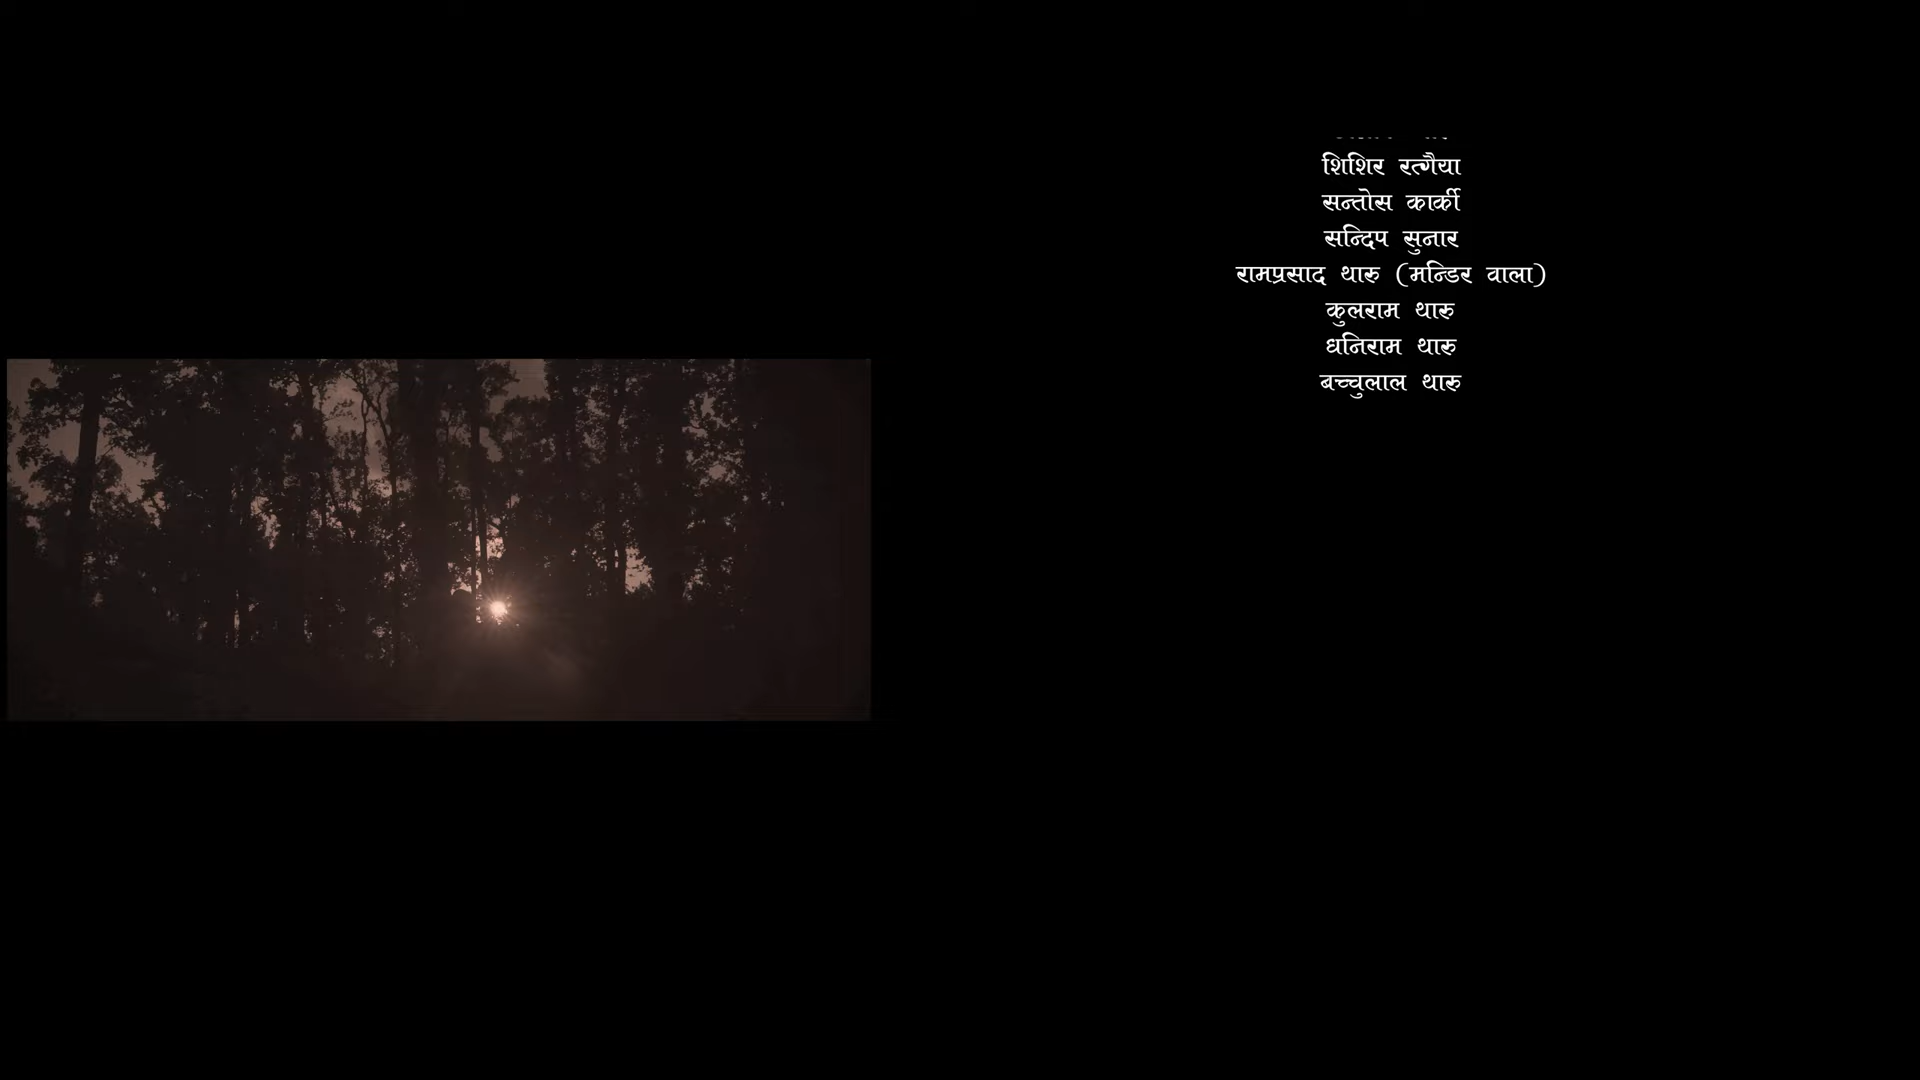 शिशिर रत्गैया
सन्तोस कार्की
सन्दिप सुनार
रामप्रसाद थारु (मन्डिर वाला)
कुलराम थारु
धनिराम थारु
बच्चुलाल थारु